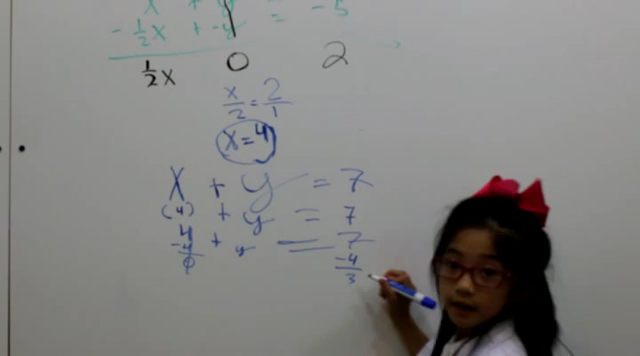 x + y =
-½x + -y = -5
½x 0 2
x/2 = 2/1
x=4
x + y = 7
(4) + y = 7
4 + y = 7
-4 -4
0 3